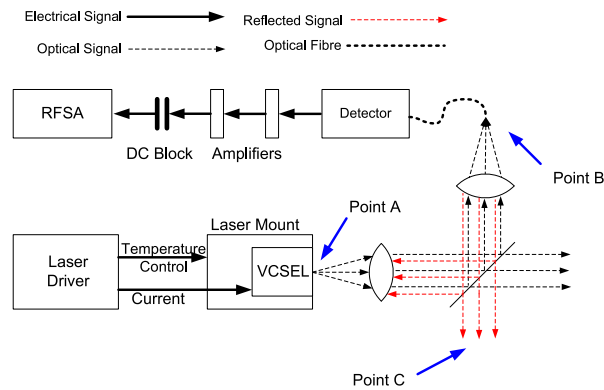 Electrical Signal
Reflected Signal
Optical Signal
Optical Fibre
RFSA
Detector
DC Block
Amplifiers
Point B
Point A
Laser Mount
Laser
Driver
Temperature
Control
VCSEL
Current
Point C